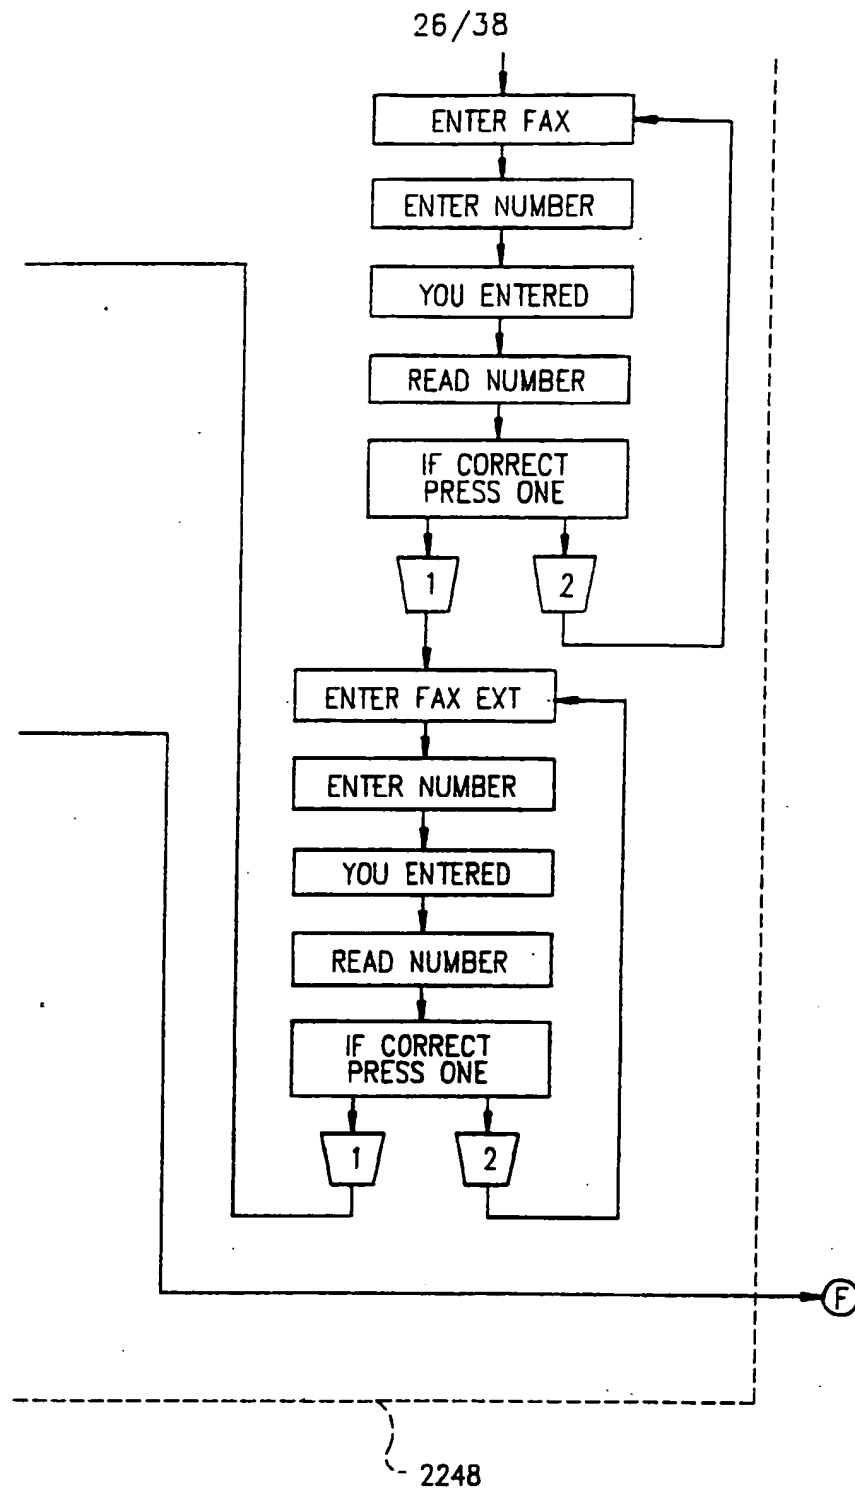 26/38
ENTER FAX
ENTER NUMBER
YOU ENTERED
READ NUMBER
IF CORRECT
PRESS ONE
1 2
ENTER FAX EXT
ENTER NUMBER
YOU ENTERED
READ NUMBER
IF CORRECT
PRESS ONE
1 2
F
2248